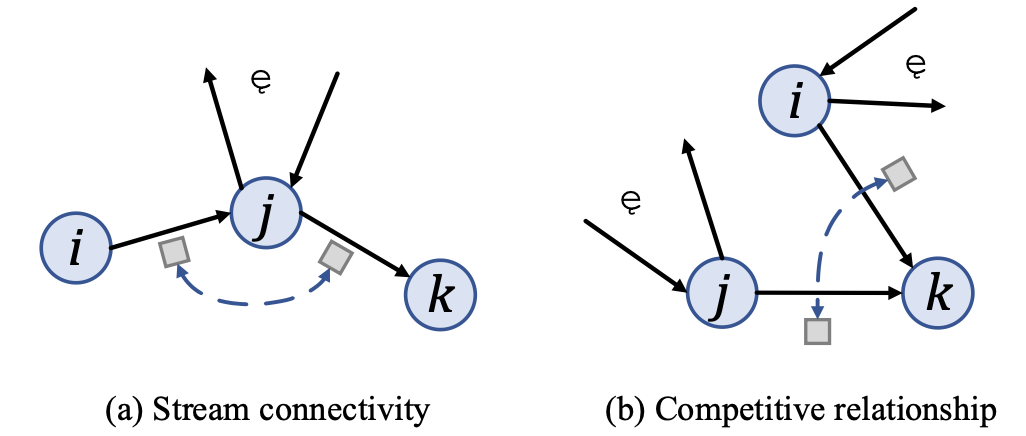 ę
i
j
k
(a) Stream connectivity
ę
i
ę
j
k
(b) Competitive relationship